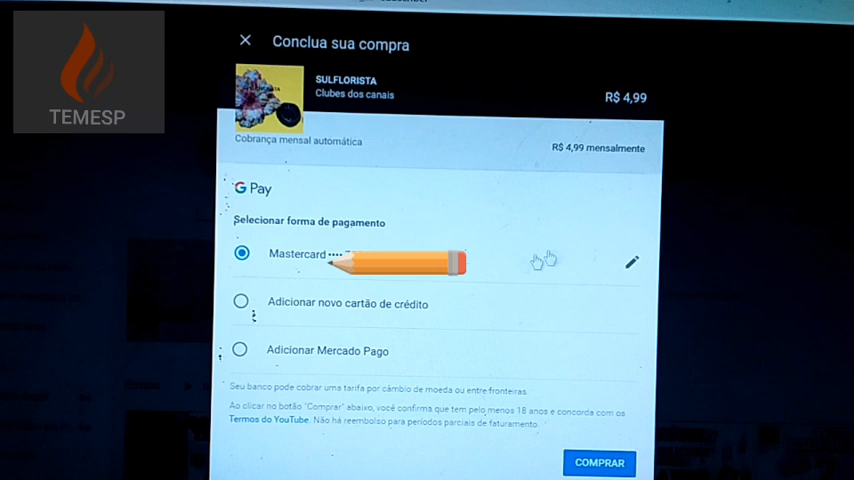 TEMESP
Conclua sua compra
SULFLORISTA
Clubes dos canais
R$ 4,99
Cobrança mensal automática
R$ 4,99 mensalmente
G Pay
Selecionar forma de pagamento
Mastercard ····
Adicionar novo cartão de crédito
Adicionar Mercado Pago
Seu banco pode cobrar uma tarifa por câmbio de moeda ou entre fronteiras.
Ao clicar no botão "Comprar" abaixo, você confirma que tem pelo menos 18 anos e concorda com os
Termos do YouTube. Não há reembolso para períodos parciais de faturamento.
COMPRAR